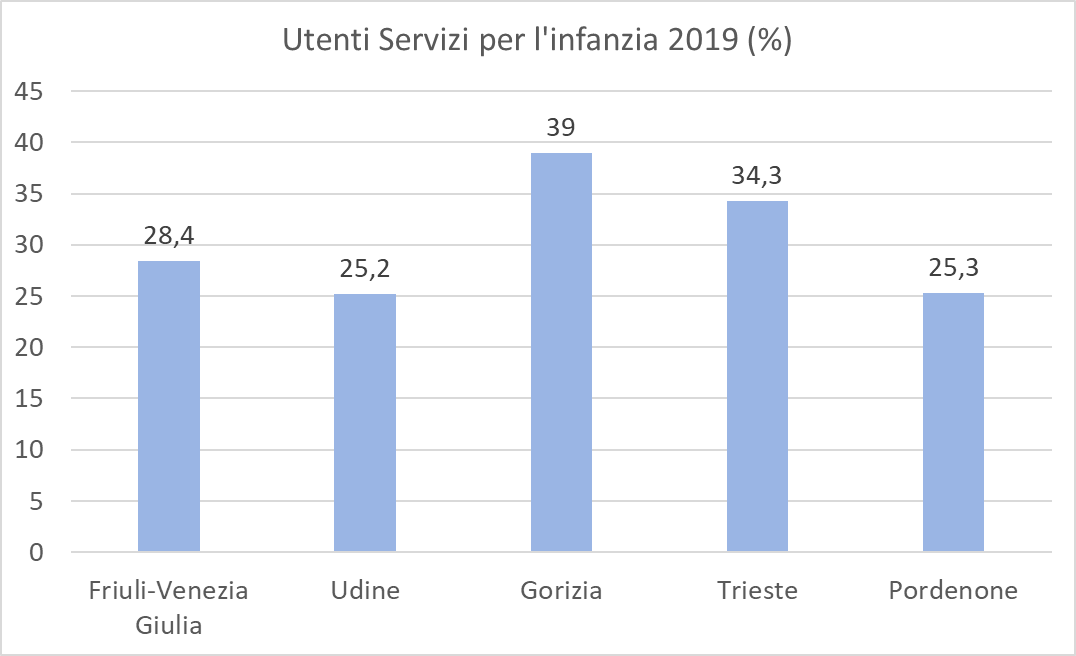 Utenti Servizi per l'infanzia 2019 (%)
45
40
35
30
25
20
15
10
5
0
28,4
25,2
39
34,3
25,3
Friuli-Venezia
Giulia
Udine
Gorizia
Trieste
Pordenone